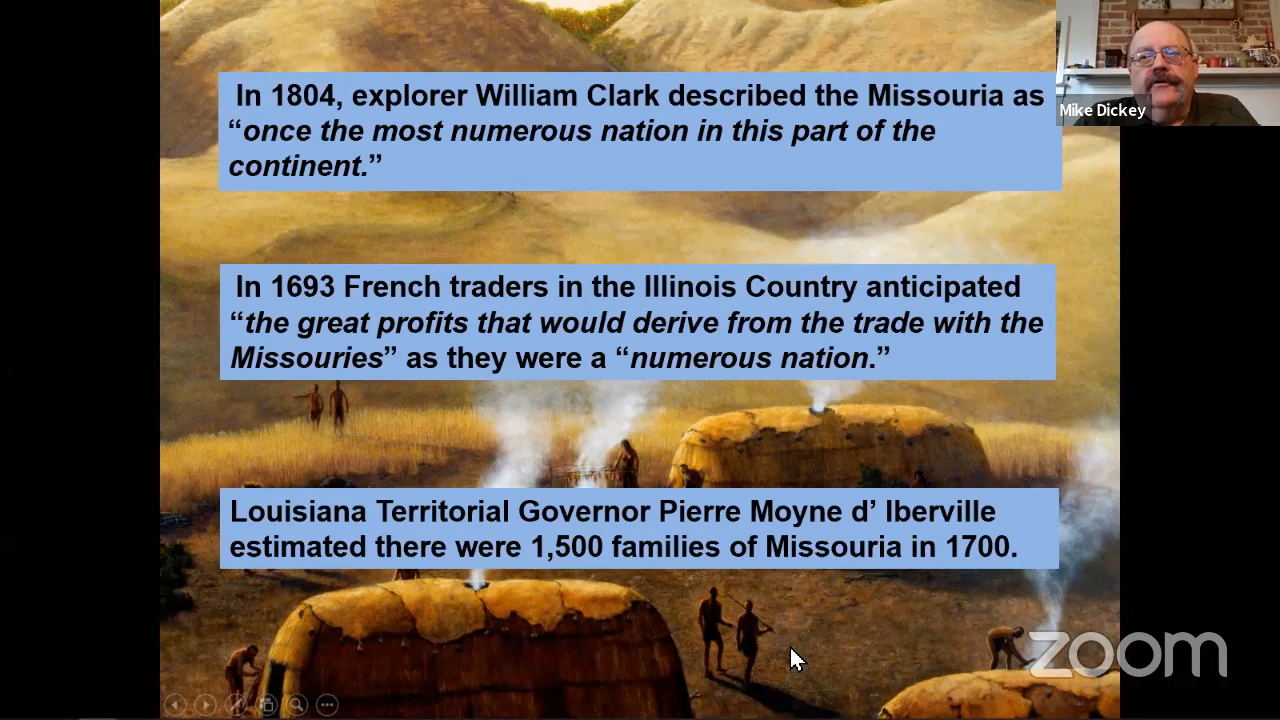 In 1804, explorer William Clark described the Missouria as
“once the most numerous nation in this part of the
continent.”
Mike Dickey
In 1693 French traders in the Illinois Country anticipated
“the great profits that would derive from the trade with the
Missouries” as they were a “numerous nation.”
Louisiana Territorial Governor Pierre Moyne d’ Iberville
estimated there were 1,500 families of Missouria in 1700.
zoom